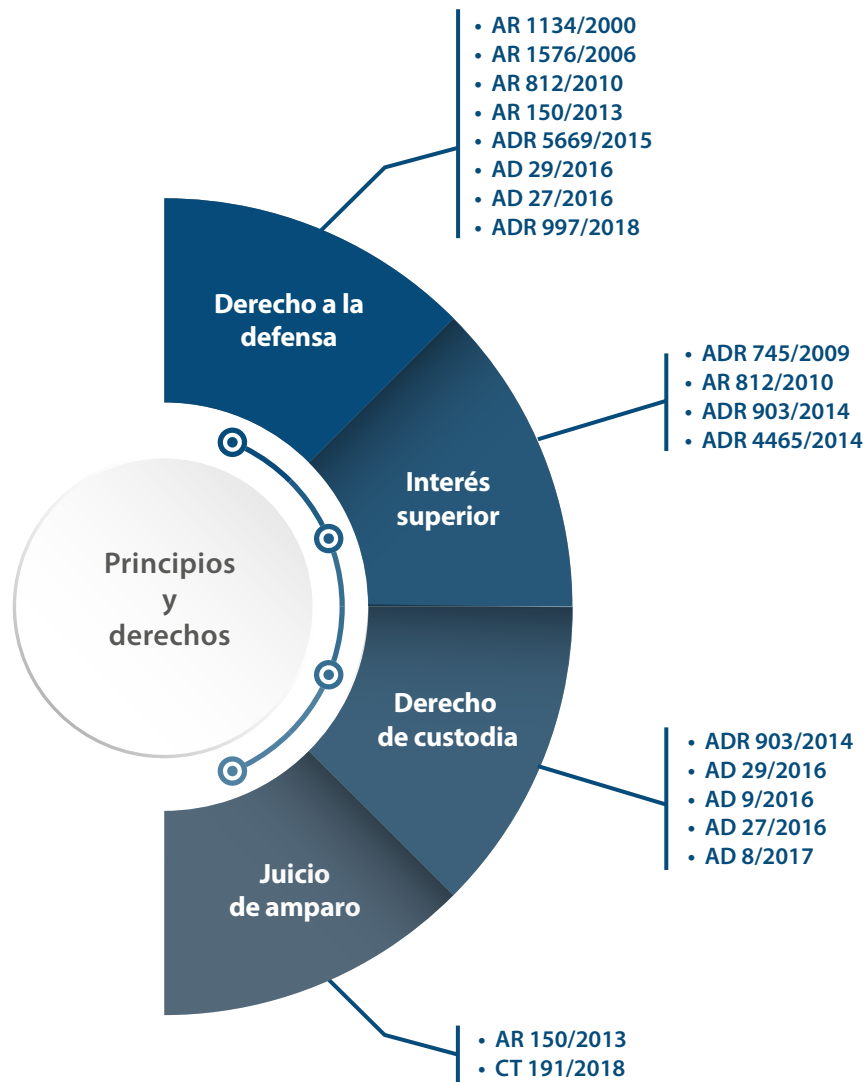 • AR 1134/2000
• AR 1576/2006
• AR 812/2010
• AR 150/2013
• ADR 5669/2015
• AD 29/2016
• AD 27/2016
• ADR 997/2018
Derecho a la
defensa
• ADR 745/2009
• AR 812/2010
• ADR 903/2014
• ADR 4465/2014
Interés
superior
Principios
y
derechos
Derecho
de custodia
• ADR 903/2014
• AD 29/2016
• AD 9/2016
• AD 27/2016
• AD 8/2017
Juicio
de amparo
• AR 150/2013
• CT 191/2018